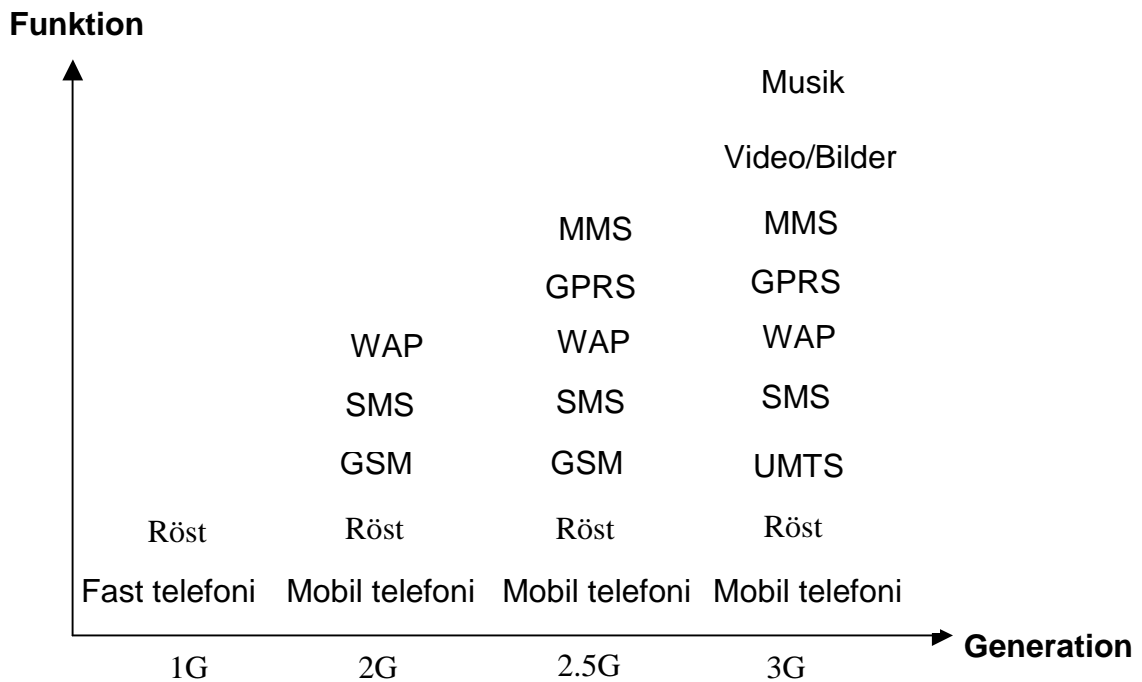 Funktion
Musik
Video/Bilder
MMS MMS
GPRS GPRS
WAP WAP WAP
SMS SMS SMS
GSM GSM UMTS
Röst Röst Röst Röst
Fast telefoni Mobil telefoni Mobil telefoni Mobil telefoni
Generation
1G 2G 2.5G 3G